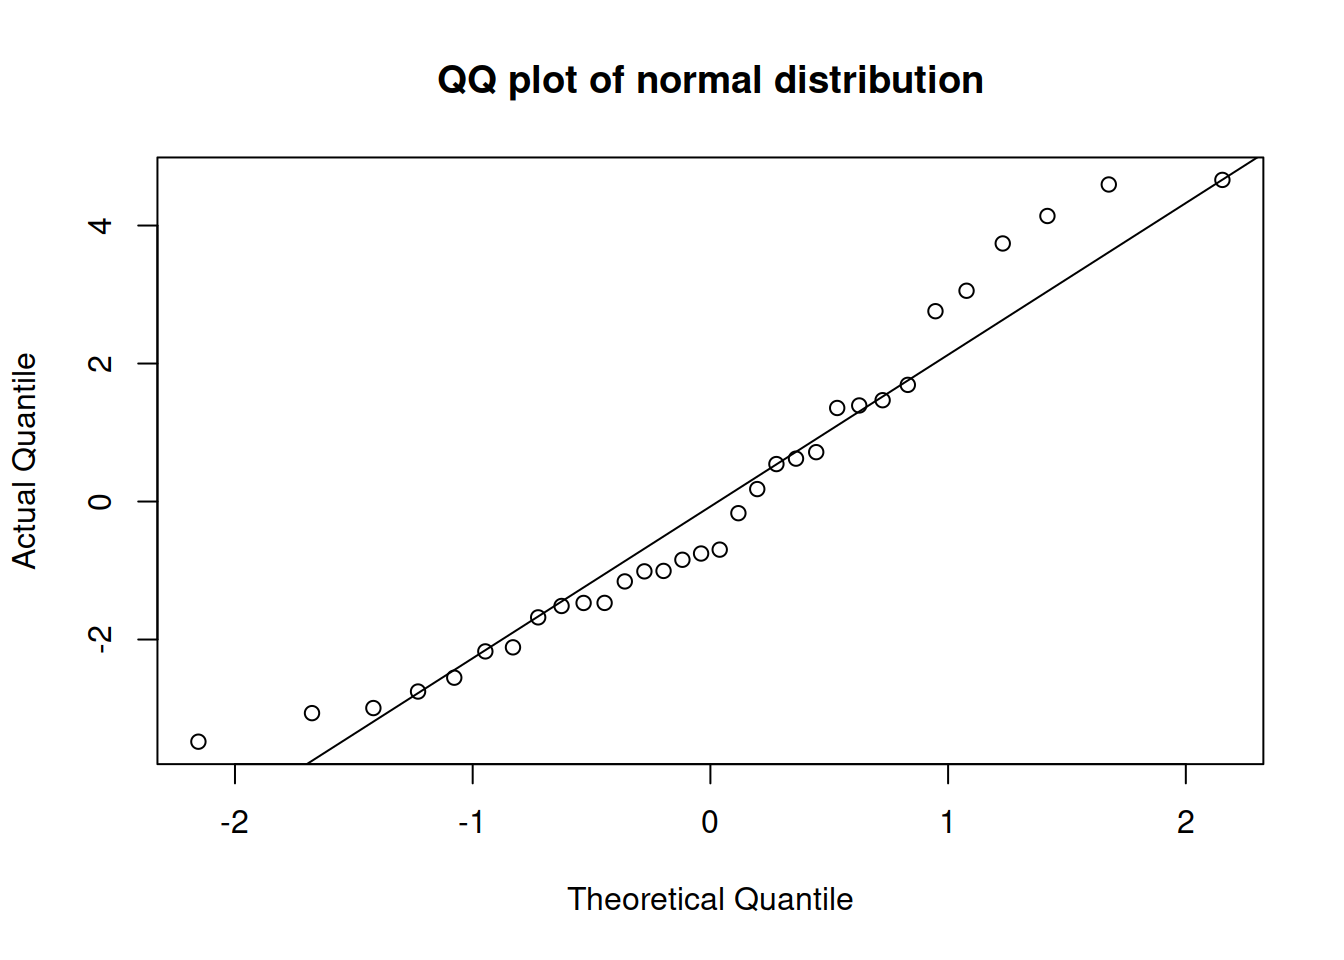 QQ plot of normal distribution
Actual Quantile
4
2
0
-2
-2 -1 0 1 2
Theoretical Quantile